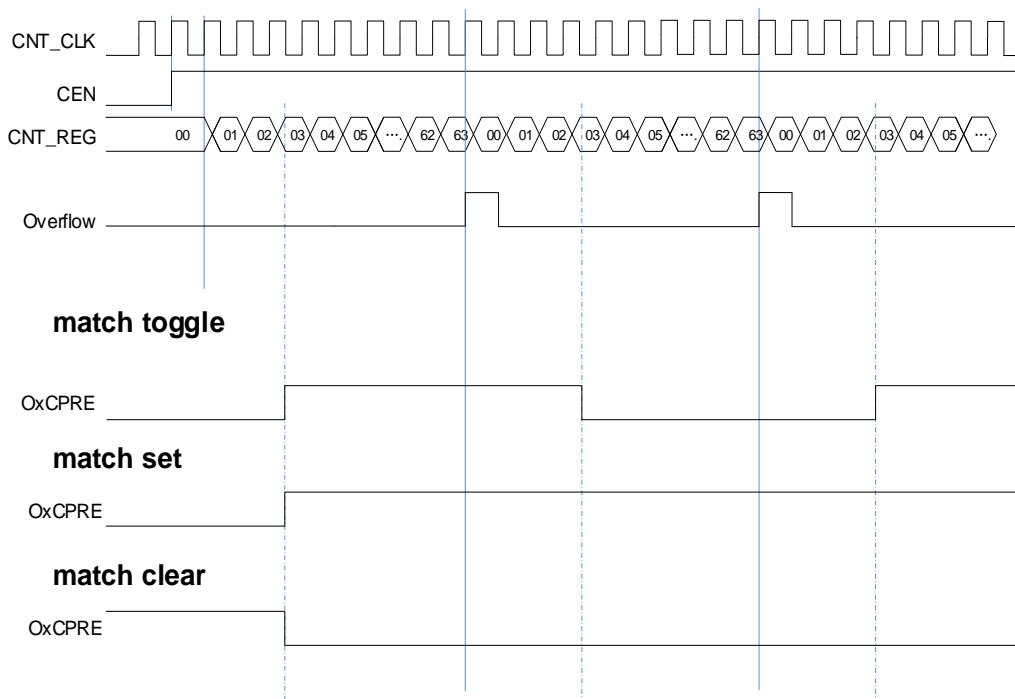 CNT_CLK
CEN
CNT_REG 00 01 02 03 04 05 …. 62 63 00 01 02 03 04 05 …. 62 63 00 01 02 03 04 05 ….
Overflow
match toggle
OxCPRE
match set
OxCPRE
match clear
OxCPRE